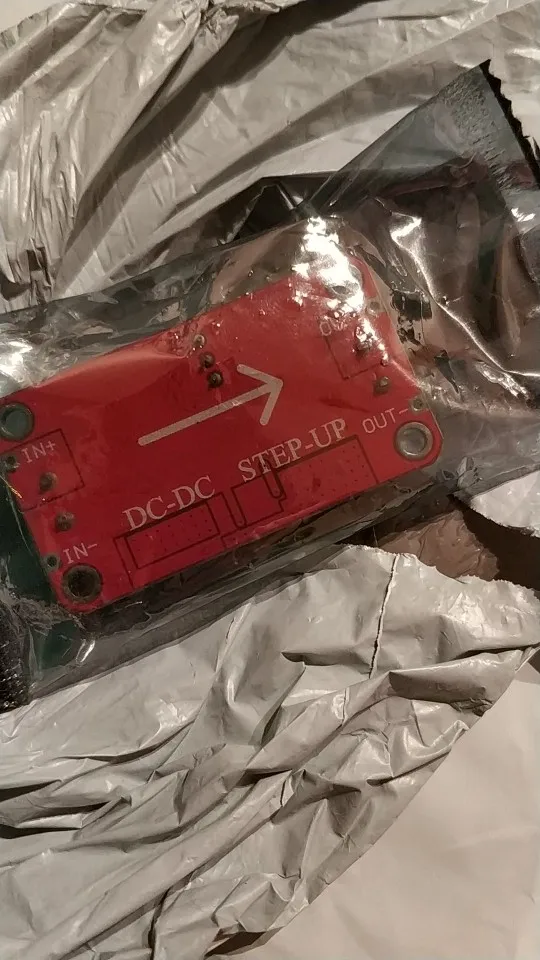 IN+
OUT-
DC-DC STEP-UP
IN-